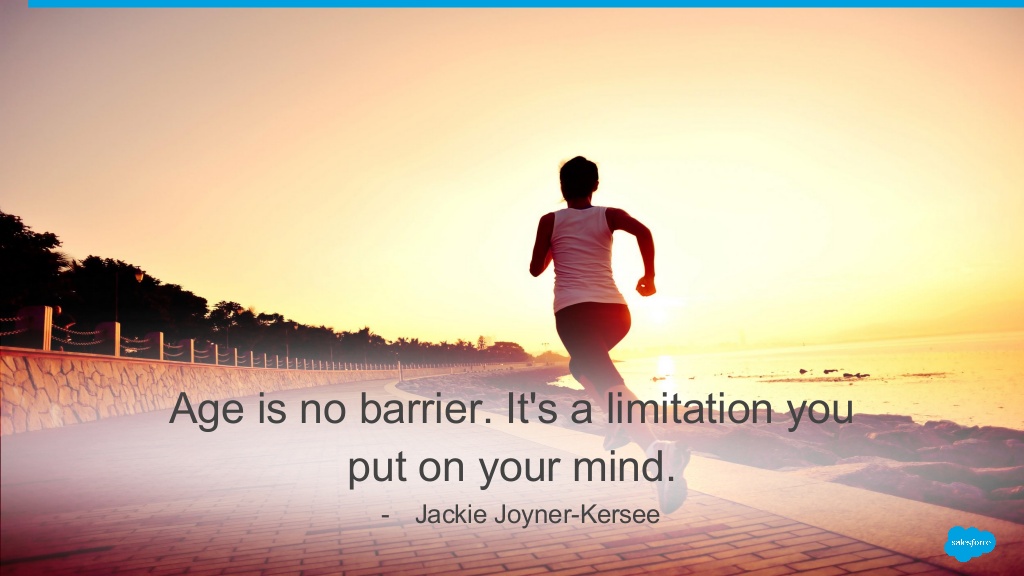 Age is no barrier. It's a limitation you
put on your mind.
- Jackie Joyner-Kersee
salesforce